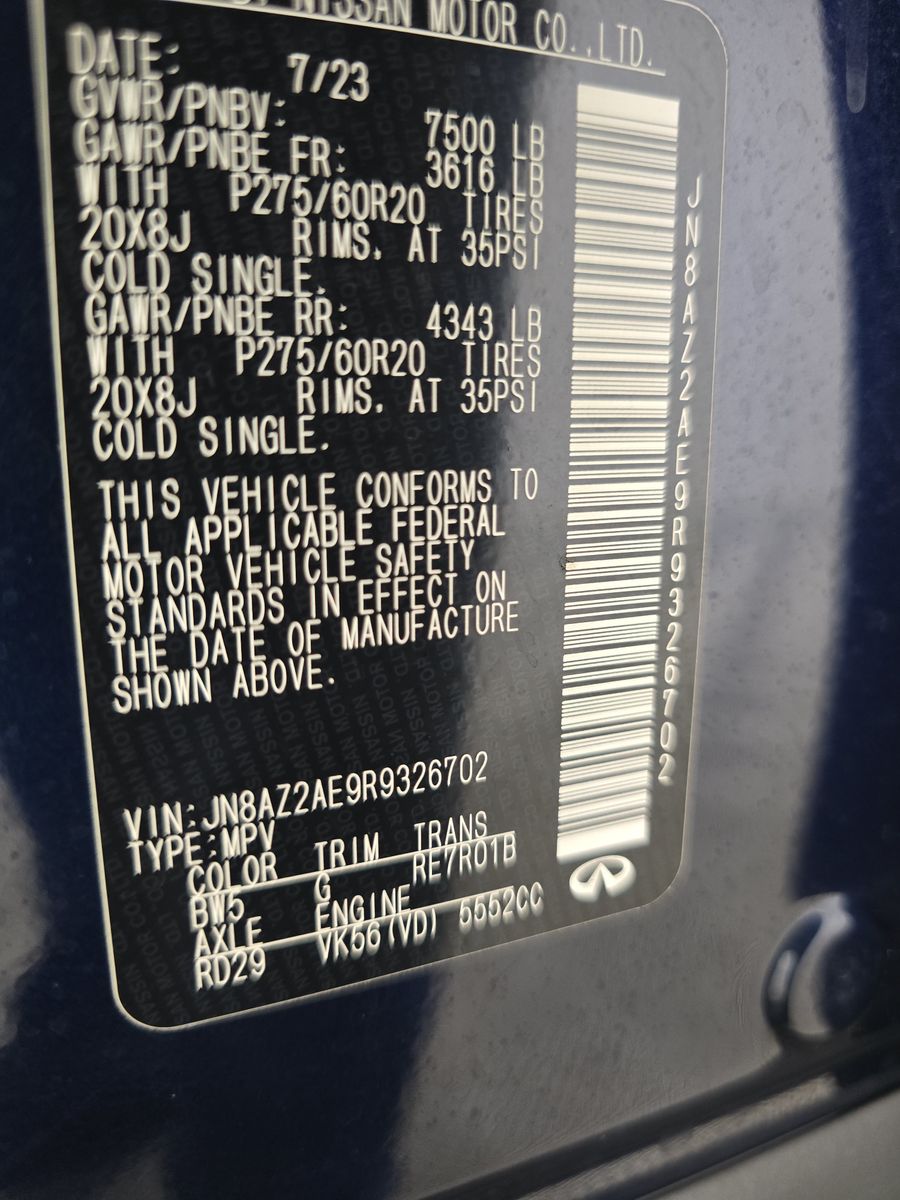 NISSAN MOTOR CO.,LTD.
DATE: 7/23
GVWR/PNBV: 7500 LB
GAWR/PNBE FR: 3616 LB
WITH P275/60R20 TIRES
20X8J RIMS. AT 35PSI
COLD SINGLE.
GAWR/PNBE RR: 4343 LB
WITH P275/60R20 TIRES
20X8J RIMS. AT 35PSI
COLD SINGLE.
THIS VEHICLE CONFORMS TO
ALL APPLICABLE FEDERAL
MOTOR VEHICLE SAFETY
STANDARDS IN EFFECT ON
THE DATE OF MANUFACTURE
SHOWN ABOVE.
VIN:JN8AZ2AE9R9326702
TYPE:MPV
COLOR TRIM TRANS
BW5 G RE7R01B
AXLE ENGINE
RD29 VK56(VD) 5552CC
JN8AZ2AE9R9326702